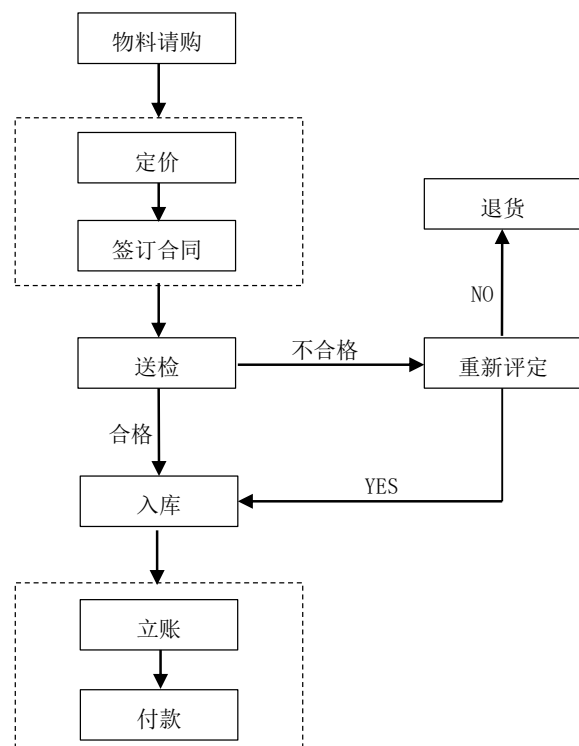 物料请购
定价
签订合同
退货
NO
送检
不合格
重新评定
合格
YES
入库
立账
付款